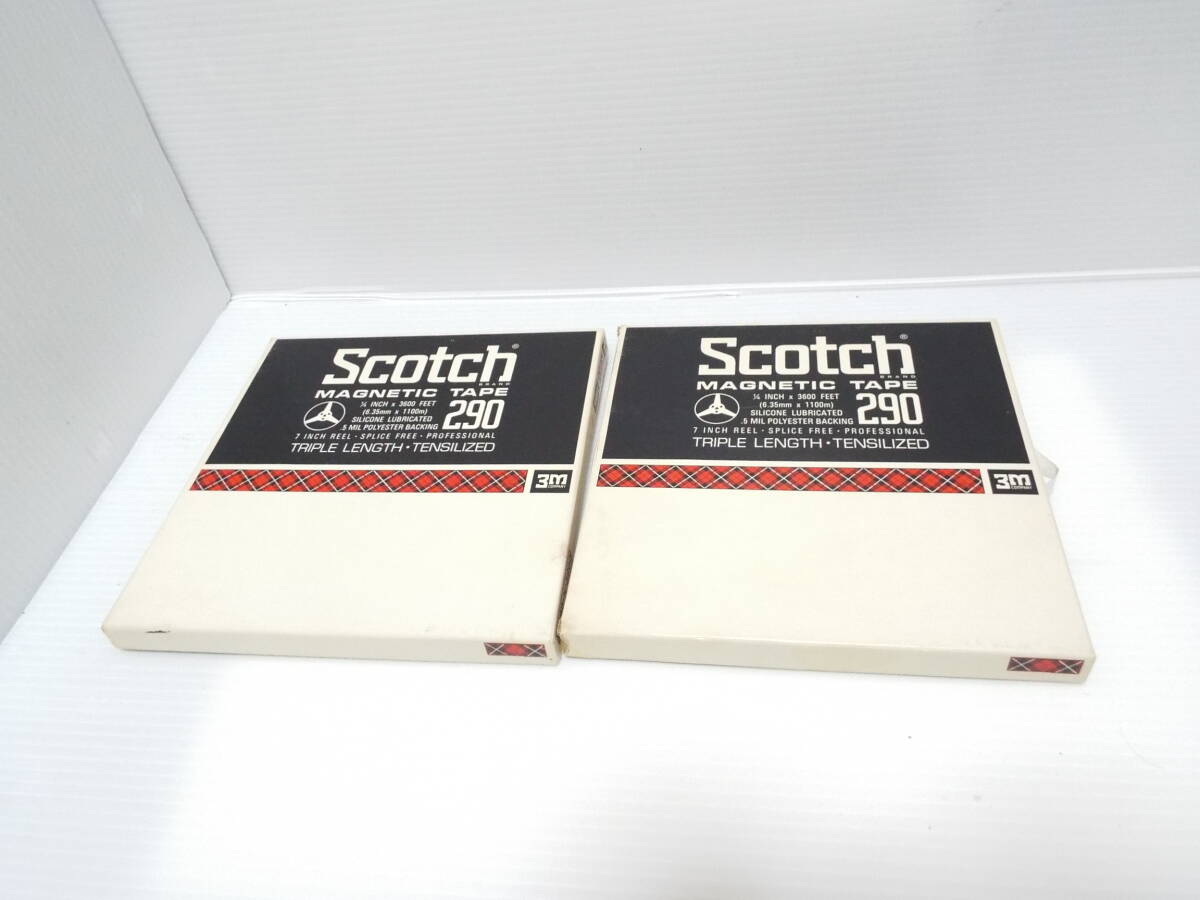 Scotch®
BRAND
MAGNETIC TAPE
¼ INCH x 3600 FEET
(6.35mm x 1100m)
SILICONE LUBRICATED
.5 MIL POLYESTER BACKING
290
7 INCH REEL · SPLICE FREE · PROFESSIONAL
TRIPLE LENGTH · TENSILIZED
3M
COMPANY
Scotch®
BRAND
MAGNETIC TAPE
¼ INCH x 3600 FEET
(6.35mm x 1100m)
SILICONE LUBRICATED
.5 MIL POLYESTER BACKING
290
7 INCH REEL · SPLICE FREE · PROFESSIONAL
TRIPLE LENGTH · TENSILIZED
3M
COMPANY